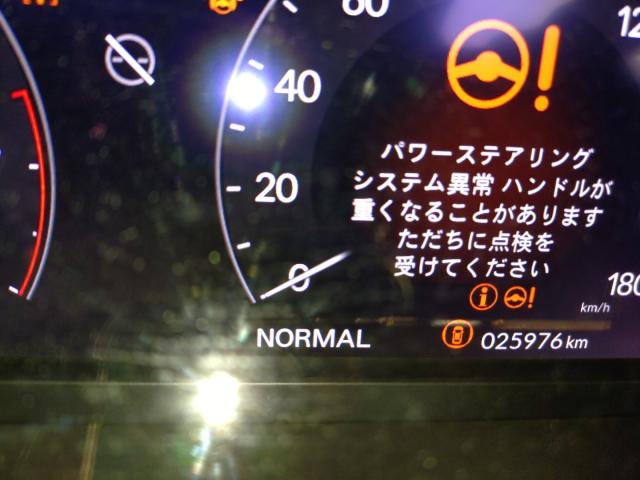 60
12
40
パワーステアリング
システム異常 ハンドルが
20
重くなることがあります
ただちに点検を
受けてください
0
180
km/h
NORMAL
025976 km